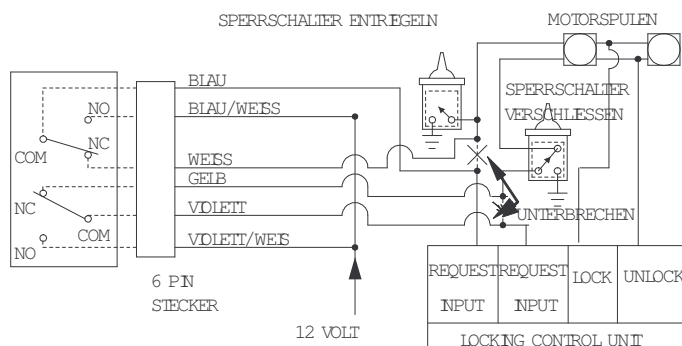 SPERRSCHALTER ENTREGELN
MOTORSPULEN
SPERRSCHALTER
VERSCHLIESSEN
BLAU
BLAU/WEISS
WEISS
GELB
VIOLETT
VIOLETT/WEIS
NO
NC
COM
NC
COM
NO
6 PIN
STECKER
12 VOLT
UNTERBRECHEN
REQUEST
INPUT
REQUEST
INPUT
LOCK
UNLOCK
LOCKING CONTROL UNIT